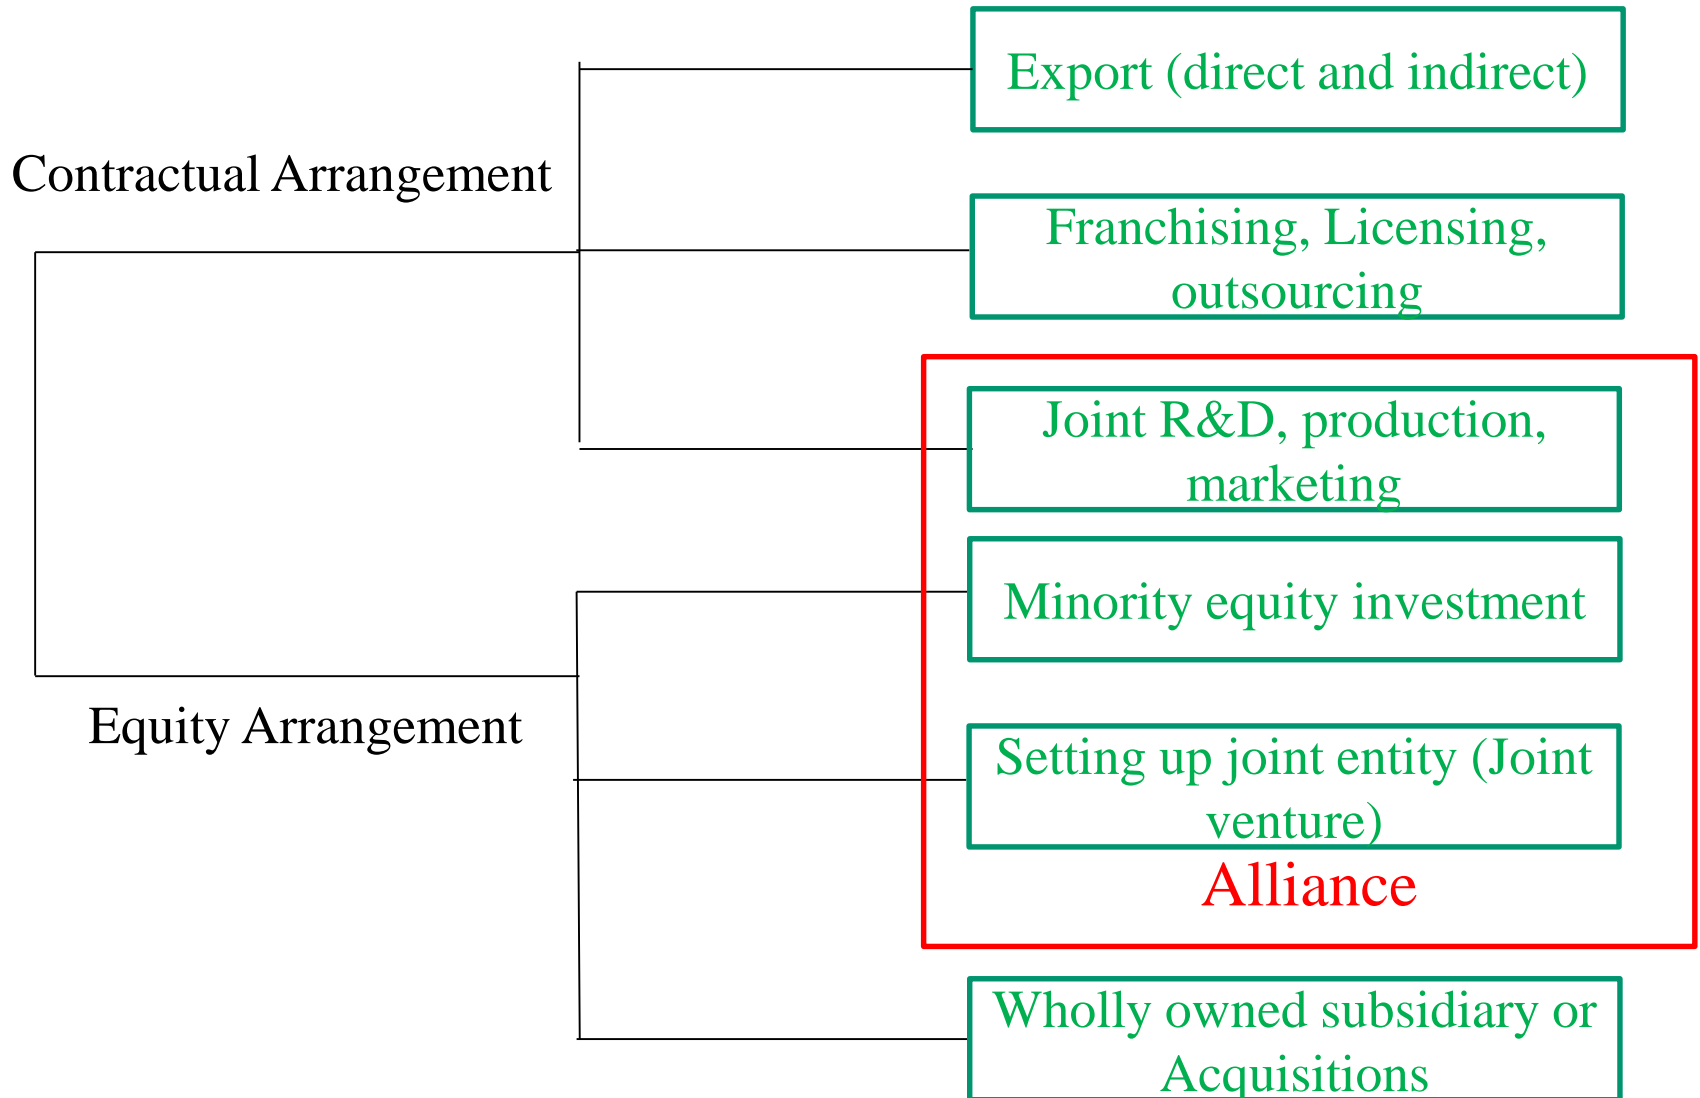 Export (direct and indirect)
Contractual Arrangement
Franchising, Licensing,
outsourcing
Joint R&D, production,
marketing
Minority equity investment
Equity Arrangement
Setting up joint entity (Joint
venture)
Alliance
Wholly owned subsidiary or
Acquisitions